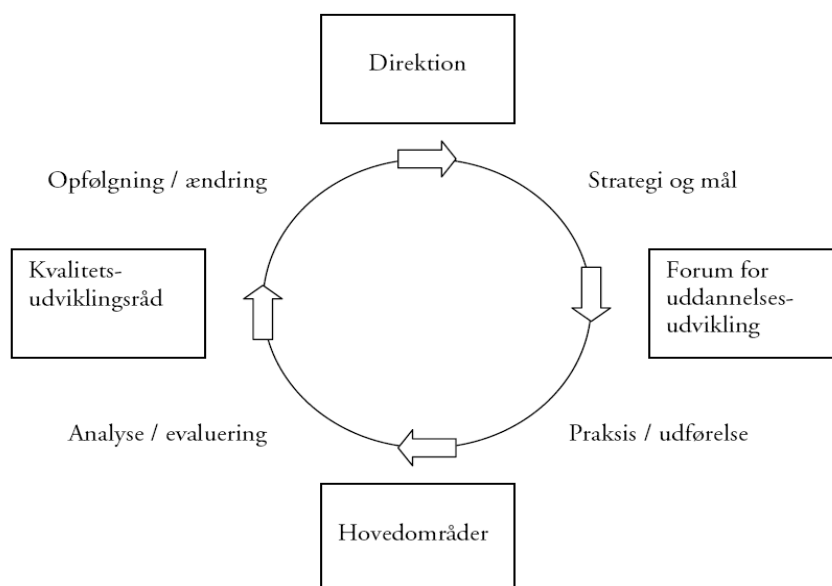 Direktion
Opfølgning / ændring
Strategi og mål
Kvalitets-
udviklingsråd
Forum for
uddannelses-
udvikling
Analyse / evaluering
Praksis / udførelse
Hovedområder